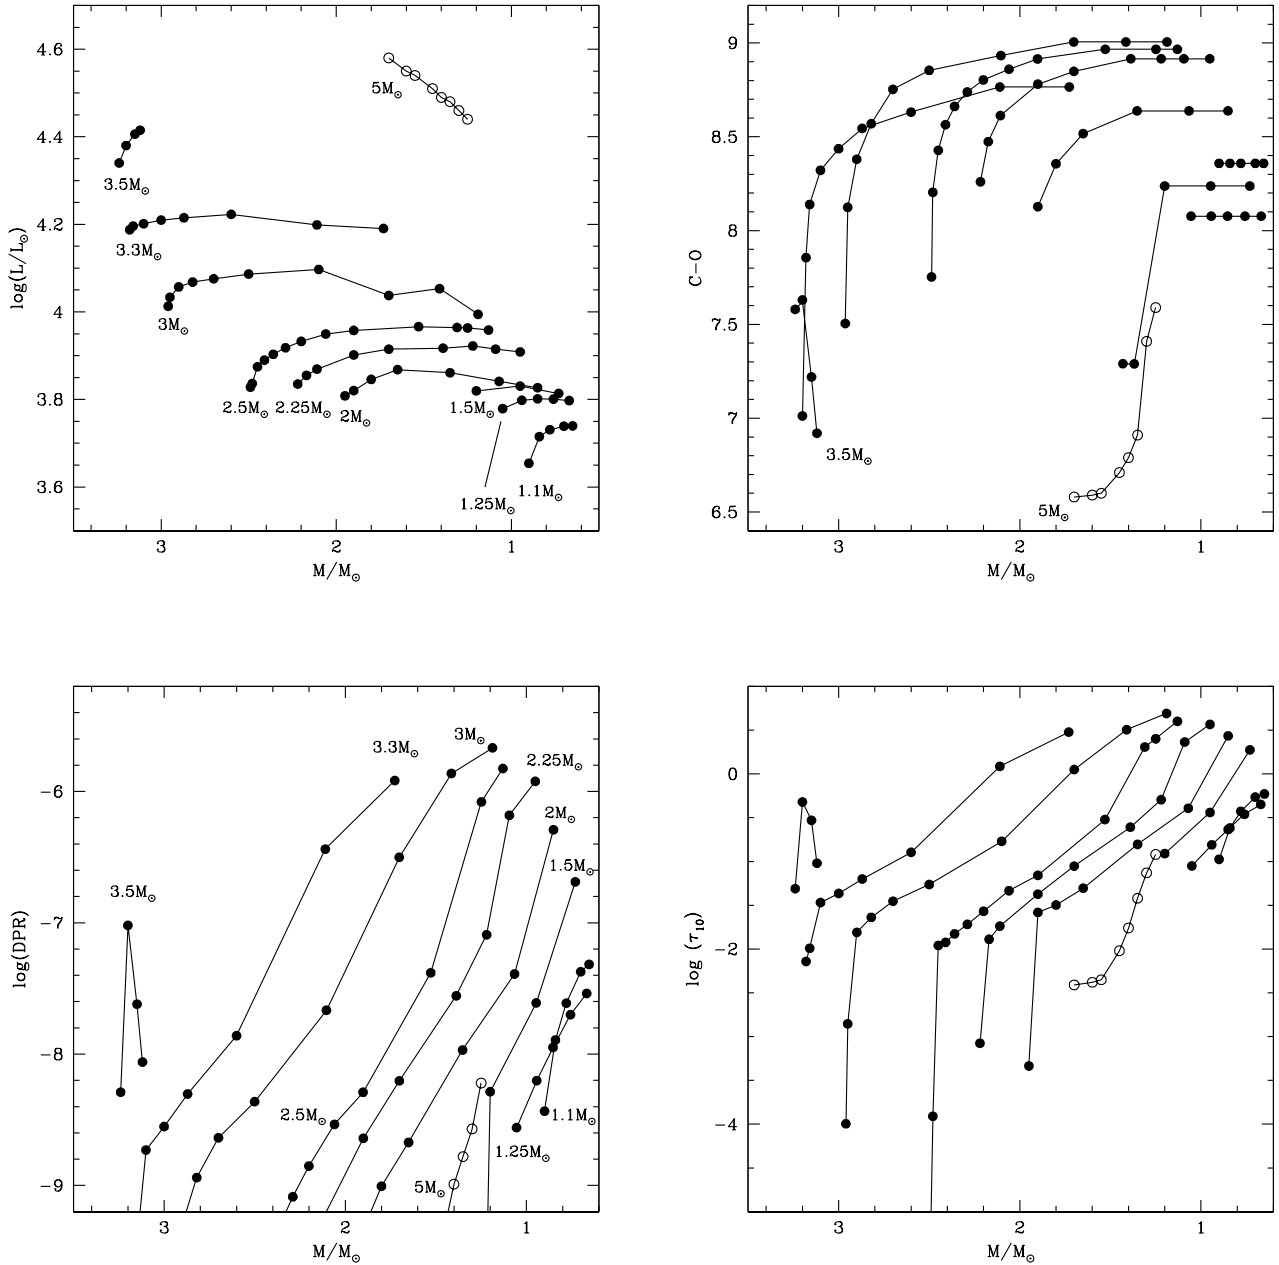 4.6
4.4
4.2
4
3.8
3.6
log(L/L⊙)
5M⊙
3.5M⊙
3.3M⊙
3M⊙
2.5M⊙ 2.25M⊙ 2M⊙ 1.5M⊙
1.25M⊙ 1.1M⊙
3 2 1
M/M⊙
9
8.5
8
7.5
7
6.5
C-O
3.5M⊙
5M⊙
3 2 1
M/M⊙
-6
-7
-8
-9
log(DPR)
3.3M⊙ 3M⊙
2.25M⊙
2M⊙
1.5M⊙
3.5M⊙
2.5M⊙ 1.1M⊙
1.25M⊙
5M⊙
3 2 1
M/M⊙
0
-2
-4
log (τ10)
3 2 1
M/M⊙